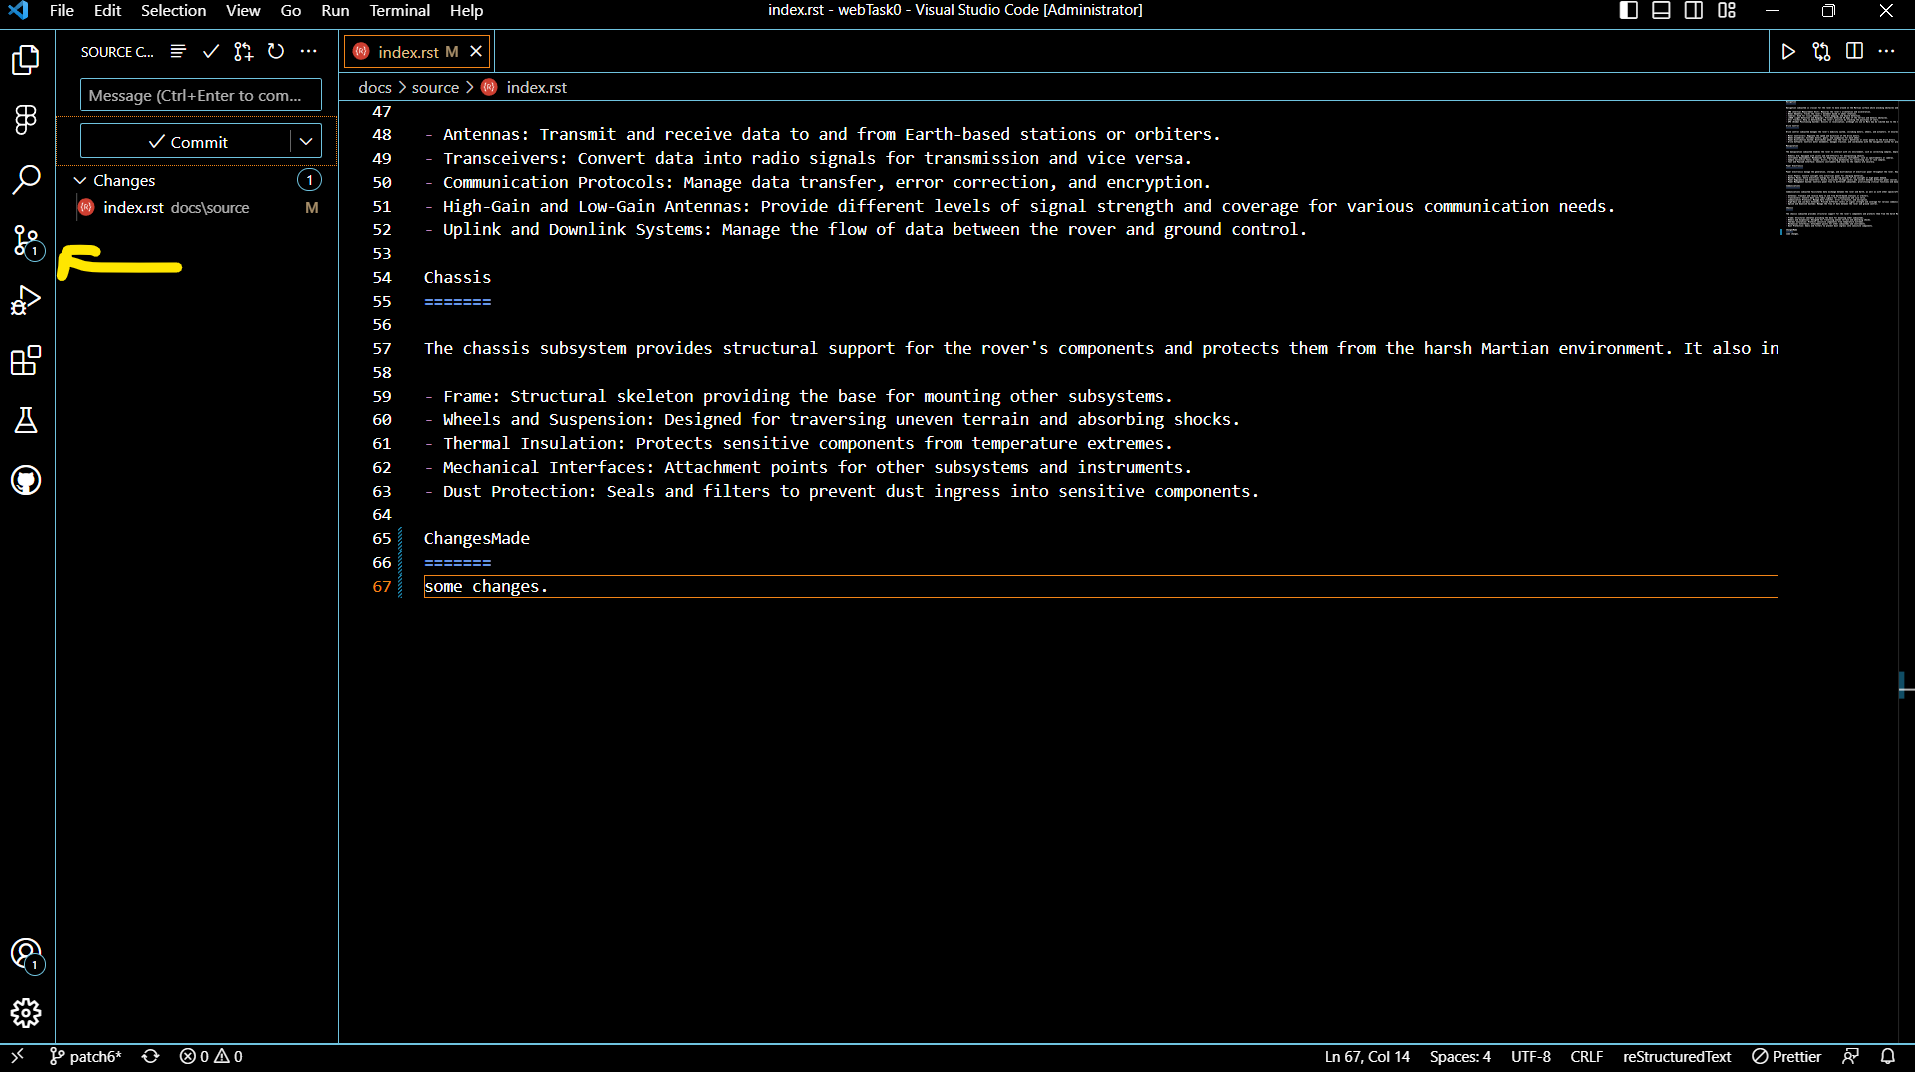 File Edit Selection View Go Run Terminal Help
index.rst - webTask0 - Visual Studio Code [Administrator]
SOURCE C...
Message (Ctrl+Enter to com...
Commit
Changes 1
index.rst docs\source M
1
1
index.rst M
docs > source > index.rst
47
48 - Antennas: Transmit and receive data to and from Earth-based stations or orbiters.
49 - Transceivers: Convert data into radio signals for transmission and vice versa.
50 - Communication Protocols: Manage data transfer, error correction, and encryption.
51 - High-Gain and Low-Gain Antennas: Provide different levels of signal strength and coverage for various communication needs.
52 - Uplink and Downlink Systems: Manage the flow of data between the rover and ground control.
53
54 Chassis
55 =======
56
57 The chassis subsystem provides structural support for the rover's components and protects them from the harsh Martian environment. It also in
58
59 - Frame: Structural skeleton providing the base for mounting other subsystems.
60 - Wheels and Suspension: Designed for traversing uneven terrain and absorbing shocks.
61 - Thermal Insulation: Protects sensitive components from temperature extremes.
62 - Mechanical Interfaces: Attachment points for other subsystems and instruments.
63 - Dust Protection: Seals and filters to prevent dust ingress into sensitive components.
64
65 ChangesMade
66 =======
67 some changes.
patch6* 0 0
Ln 67, Col 14 Spaces: 4 UTF-8 CRLF reStructuredText Prettier